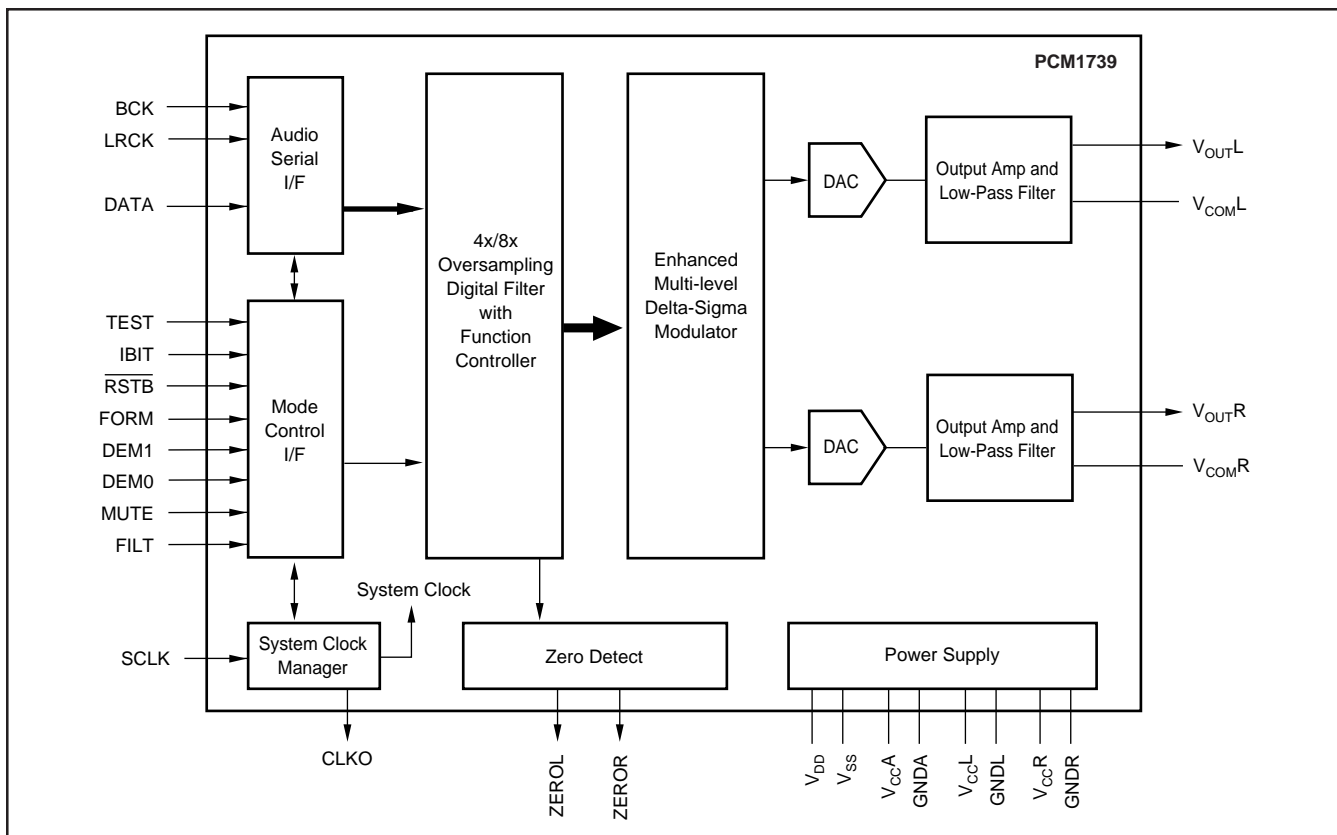 PCM1739
BCK
LRCK
DATA
Audio
Serial
I/F
TEST
IBIT
RSTB
FORM
DEM1
DEM0
MUTE
FILT
Mode
Control
I/F
SCLK
System Clock
Manager
System Clock
CLKO
4x/8x
Oversampling
Digital Filter
with
Function
Controller
Zero Detect
ZEROL
ZEROR
Enhanced
Multi-level
Delta-Sigma
Modulator
DAC
Output Amp and
Low-Pass Filter
VOUTL
VCOML
DAC
Output Amp and
Low-Pass Filter
VOUTR
VCOMR
Power Supply
VDD
VSS
VCCA
GNDA
VCCL
GNDL
VCCR
GNDR